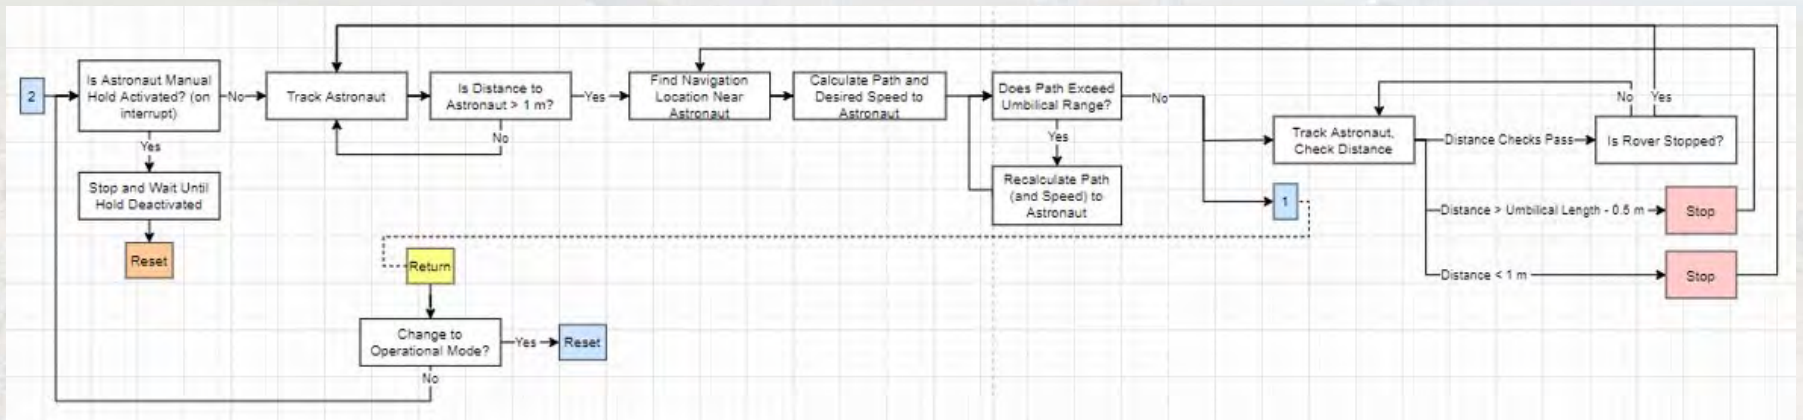 2
Is Astronaut Manual
Hold Activated? (on
interrupt)
No
Yes
Stop and Wait Until
Hold Deactivated
Reset
Track Astronaut
Is Distance to
Astronaut > 1 m?
Yes
No
Find Navigation
Location Near
Astronaut
Calculate Path and
Desired Speed to
Astronaut
Does Path Exceed
Umbilical Range?
No
Yes
Recalculate Path
(and Speed) to
Astronaut
1
Track Astronaut,
Check Distance
Distance Checks Pass
Is Rover Stopped?
No
Yes
Distance > Umbilical Length - 0.5 m
Stop
Distance < 1 m
Stop
Return
Change to
Operational Mode?
Yes
Reset
No